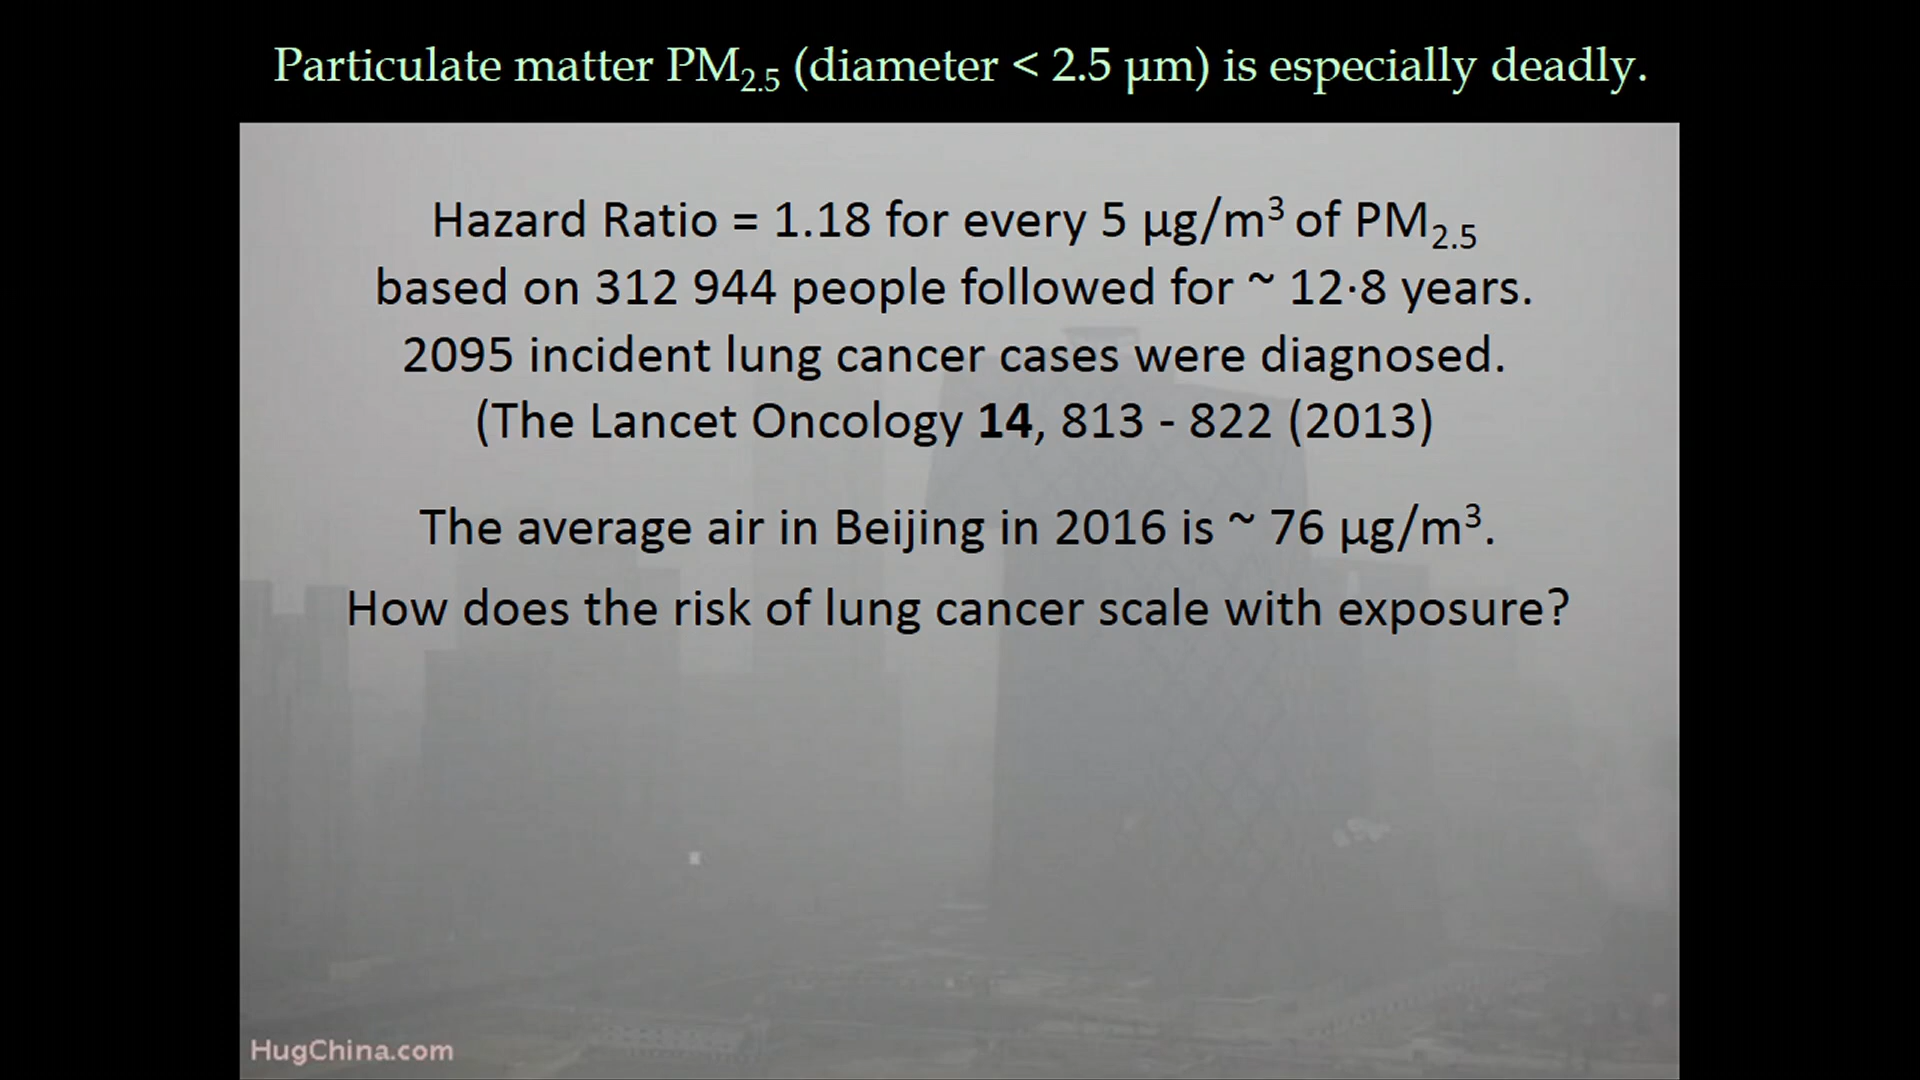 Particulate matter PM₂.₅ (diameter < 2.5 µm) is especially deadly.
Hazard Ratio = 1.18 for every 5 µg/m³ of PM₂.₅
based on 312 944 people followed for ~ 12·8 years.
2095 incident lung cancer cases were diagnosed.
(The Lancet Oncology 14, 813 - 822 (2013)
The average air in Beijing in 2016 is ~ 76 µg/m³.
How does the risk of lung cancer scale with exposure?
HugChina.com